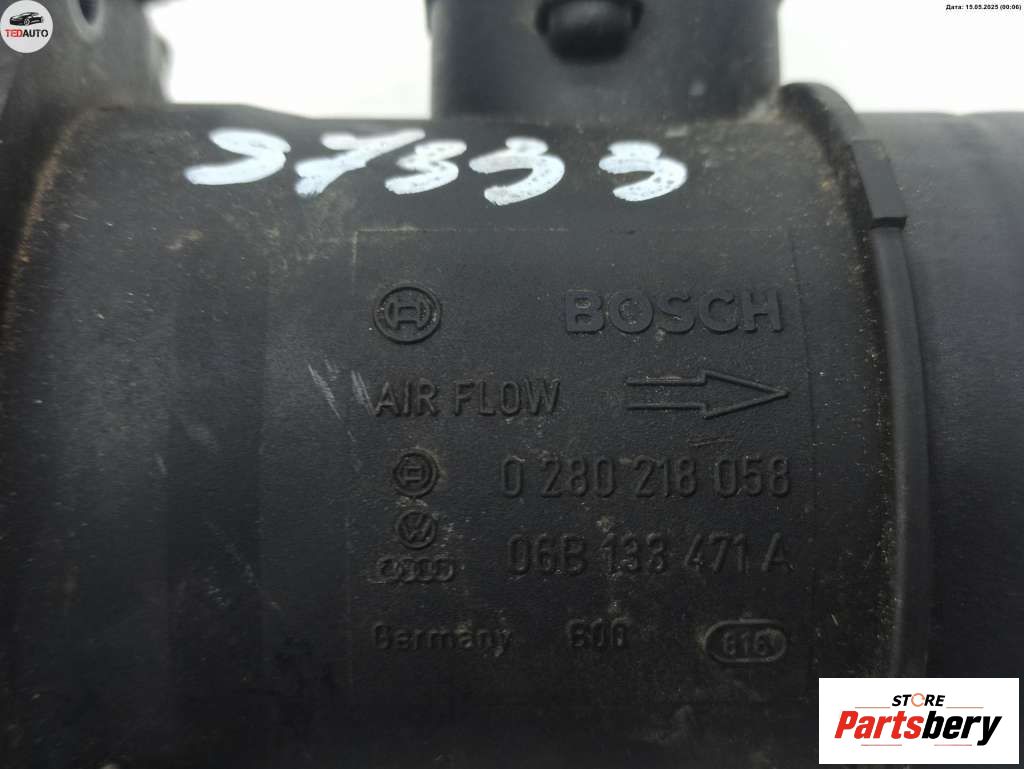 TEDAUTO
Дата: 15.05.2025 (00:06)
37333
BOSCH
AIR FLOW
0 280 218 058
06B 133 471 A
Germany
STORE
Partsbery